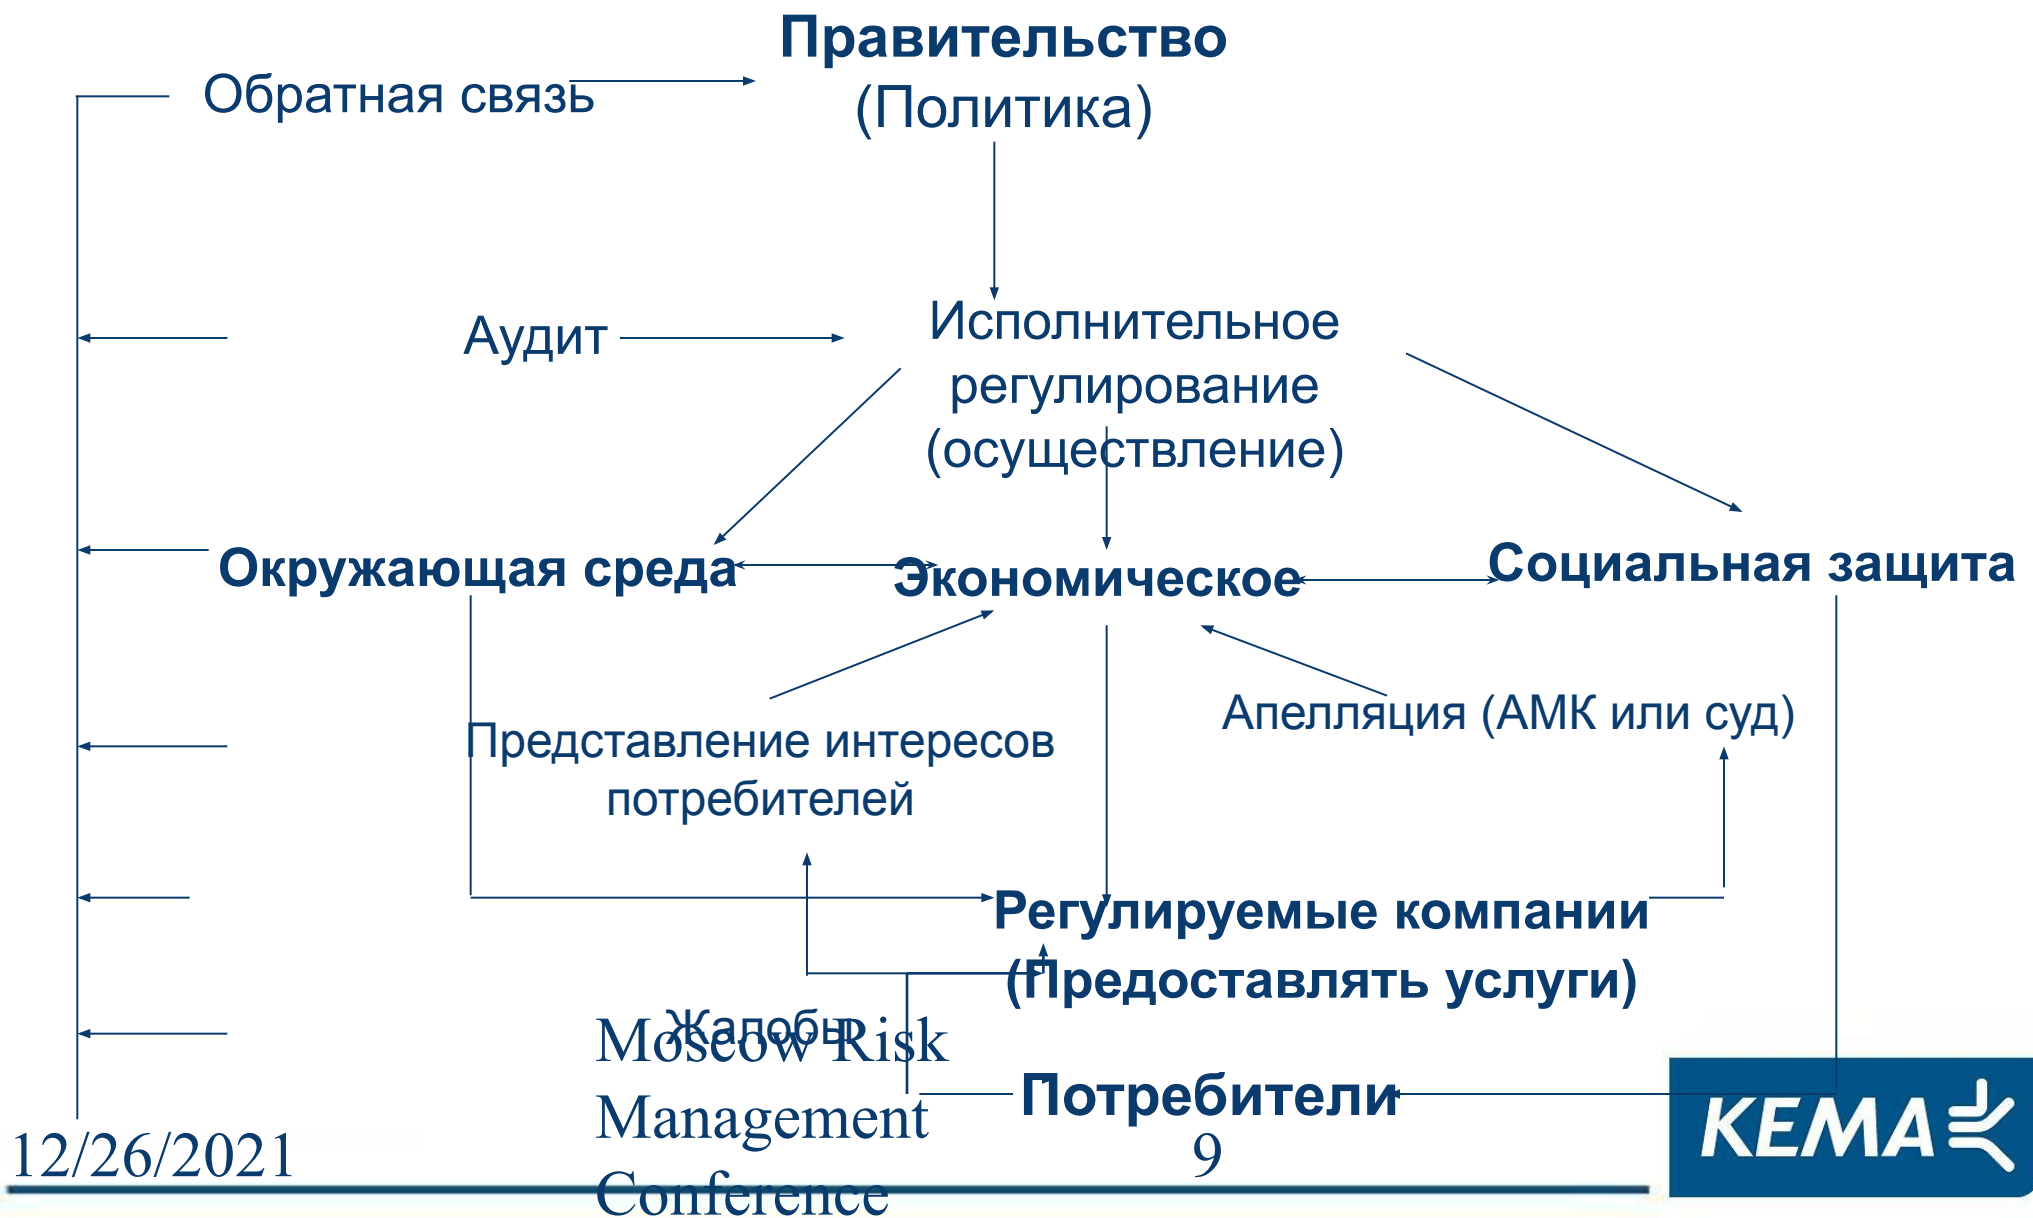 Правительство
(Политика)
Обратная связь
Аудит
Исполнительное
регулирование
(осуществление)
Окружающая среда
Экономическое
Социальная защита
Представление интересов
потребителей
Апелляция (АМК или суд)
Регулируемые компании
(Предоставлять услуги)
Жалобы
Потребители
12/26/2021
Moscow Risk
Management
Conference
9
KEMA